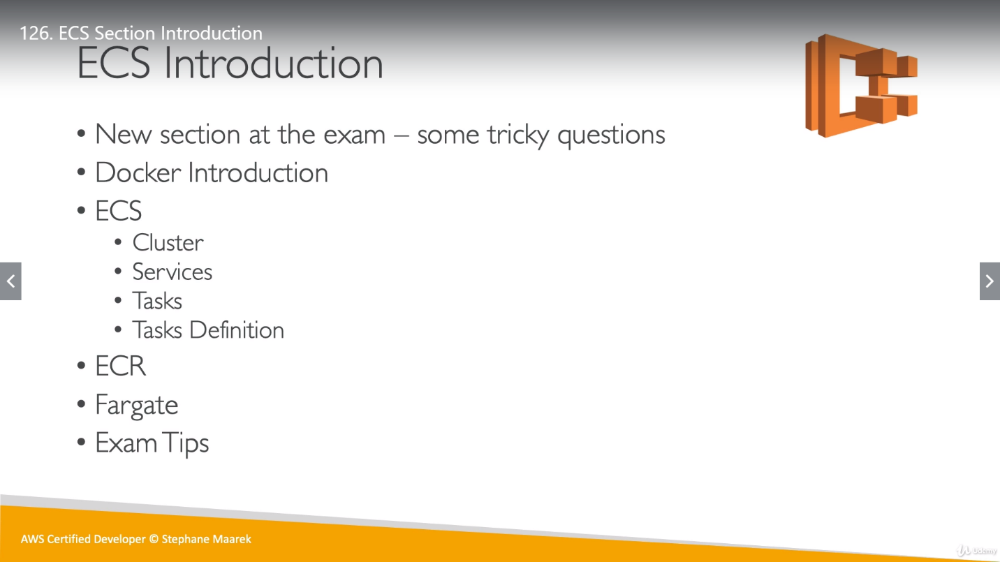 126. ECS Section Introduction
ECS Introduction
• New section at the exam – some tricky questions
• Docker Introduction
• ECS
• Cluster
• Services
• Tasks
• Tasks Definition
• ECR
• Fargate
• Exam Tips
AWS Certified Developer © Stephane Maarek
Udemy